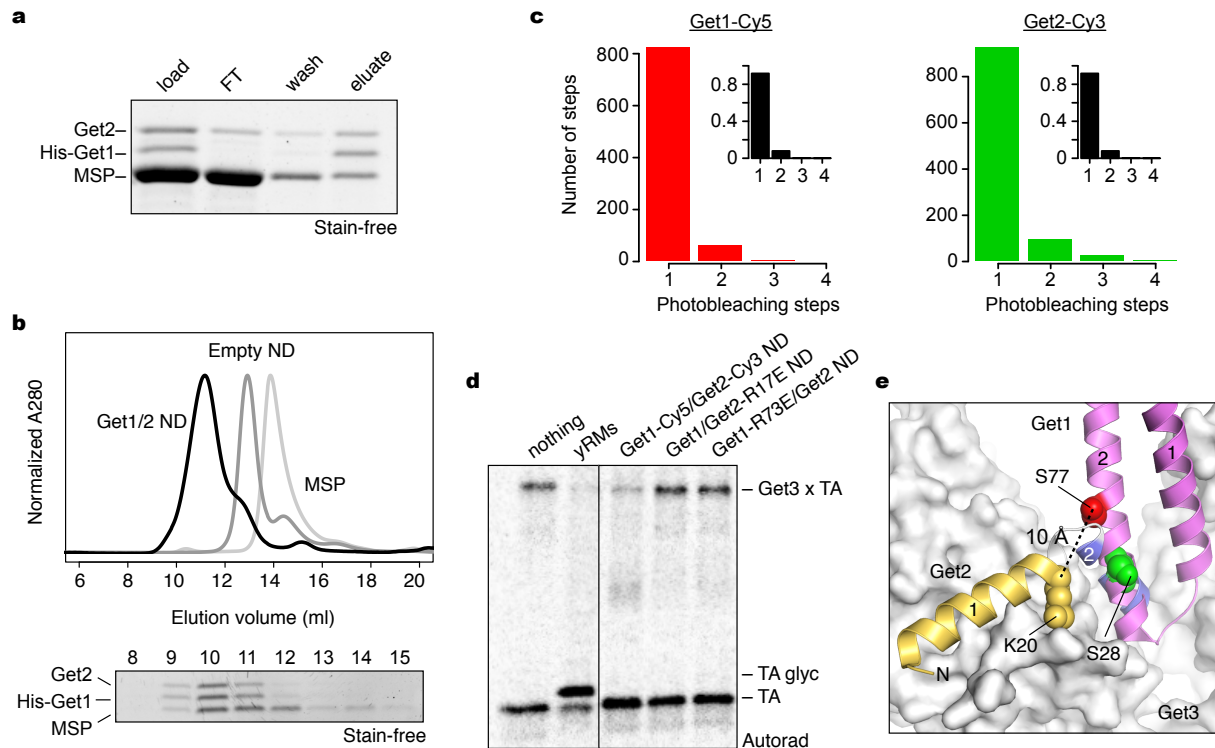 a
load FT wash eluate
Get2–
His-Get1–
MSP–
Stain-free
b
Empty ND
Get1/2 ND
MSP
Normalized A280
6 8 10 12 14 16 18 20
Elution volume (ml)
8 9 10 11 12 13 14 15
Get2
His-Get1
MSP
Stain-free
c
Get1-Cy5
Number of steps
800
600
400
200
0
1 2 3 4
Photobleaching steps
0.8
0.4
0
1 2 3 4
Get2-Cy3
800
600
400
200
0
1 2 3 4
Photobleaching steps
0.8
0.4
0
1 2 3 4
d
nothing
yRMs
Get1-Cy5/Get2-Cy3 ND
Get1/Get2-R17E ND
Get1-R73E/Get2 ND
– Get3 x TA
– TA glyc
– TA
Autorad
e
Get1
2
1
S77
10 Å
2
Get2
1
K20
S28
N
Get3